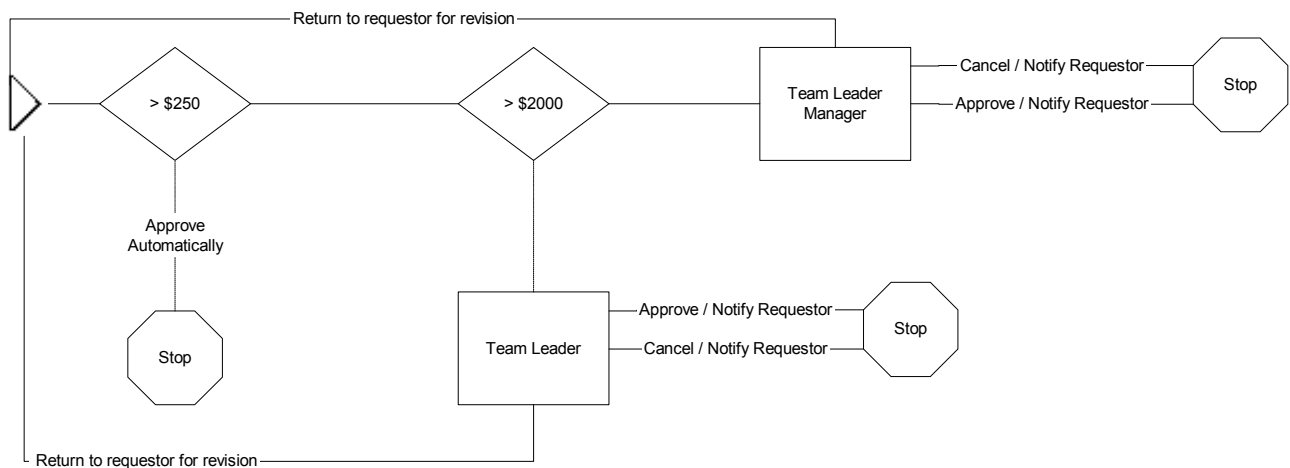 Return to requestor for revision
> $250
> $2000
Team Leader
Manager
Cancel / Notify Requestor
Approve / Notify Requestor
Stop
Approve
Automatically
Stop
Team Leader
Approve / Notify Requestor
Cancel / Notify Requestor
Stop
Return to requestor for revision